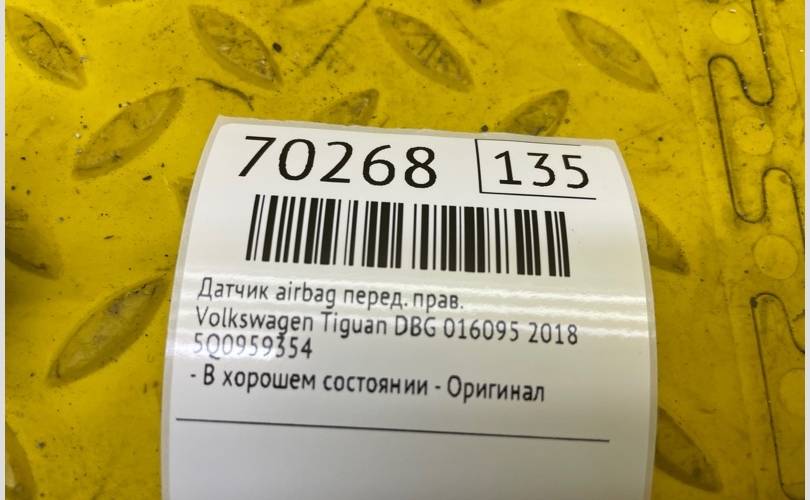 70268 135
Датчик airbag перед. прав.
Volkswagen Tiguan DBG 016095 2018
5Q0959354
- В хорошем состоянии - Оригинал